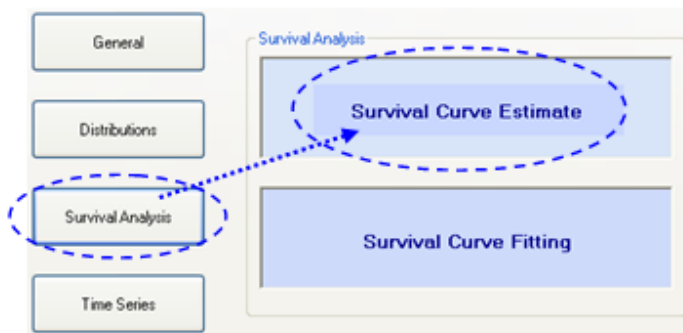 General
Distributions
Survival Analysis
Time Series
Survival Analysis
Survival Curve Estimate
Survival Curve Fitting